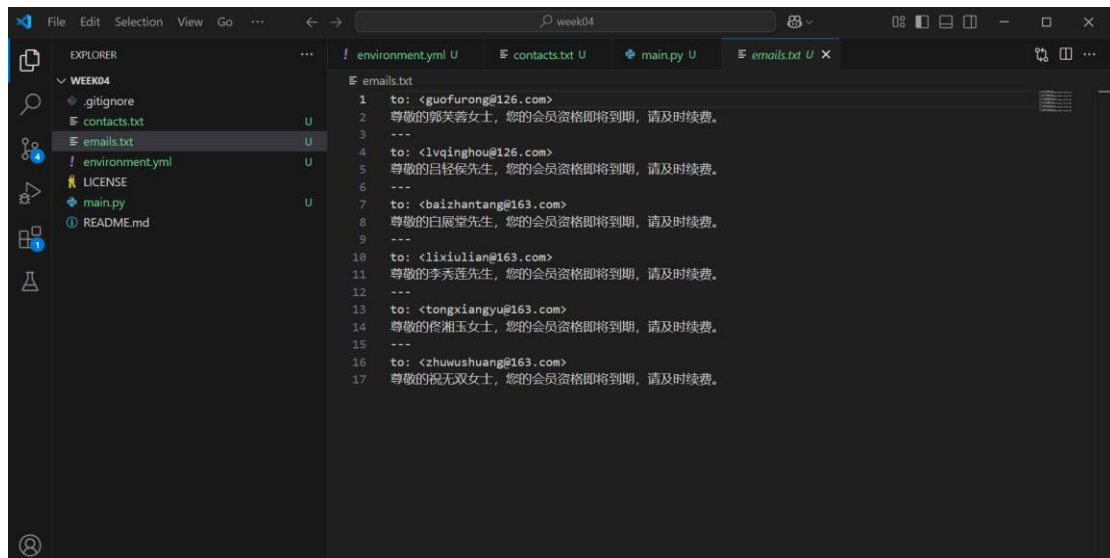 File Edit Selection View Go ... week04
EXPLORER
WEEK04
.gitignore
contacts.txt U
emails.txt U
environment.yml U
LICENSE
main.py U
README.md
4
1
! environment.yml U contacts.txt U main.py U emails.txt U
emails.txt
1 to: <guofurong@126.com>
2 尊敬的郭芙蓉女士，您的会员资格即将到期，请及时续费。
3 ---
4 to: <lvqinghou@126.com>
5 尊敬的吕轻侯先生，您的会员资格即将到期，请及时续费。
6 ---
7 to: <baizhantang@163.com>
8 尊敬的白展堂先生，您的会员资格即将到期，请及时续费。
9 ---
10 to: <lixiulian@163.com>
11 尊敬的李秀莲先生，您的会员资格即将到期，请及时续费。
12 ---
13 to: <tongxiangyu@163.com>
14 尊敬的佟湘玉女士，您的会员资格即将到期，请及时续费。
15 ---
16 to: <zhuwushuang@163.com>
17 尊敬的祝无双女士，您的会员资格即将到期，请及时续费。